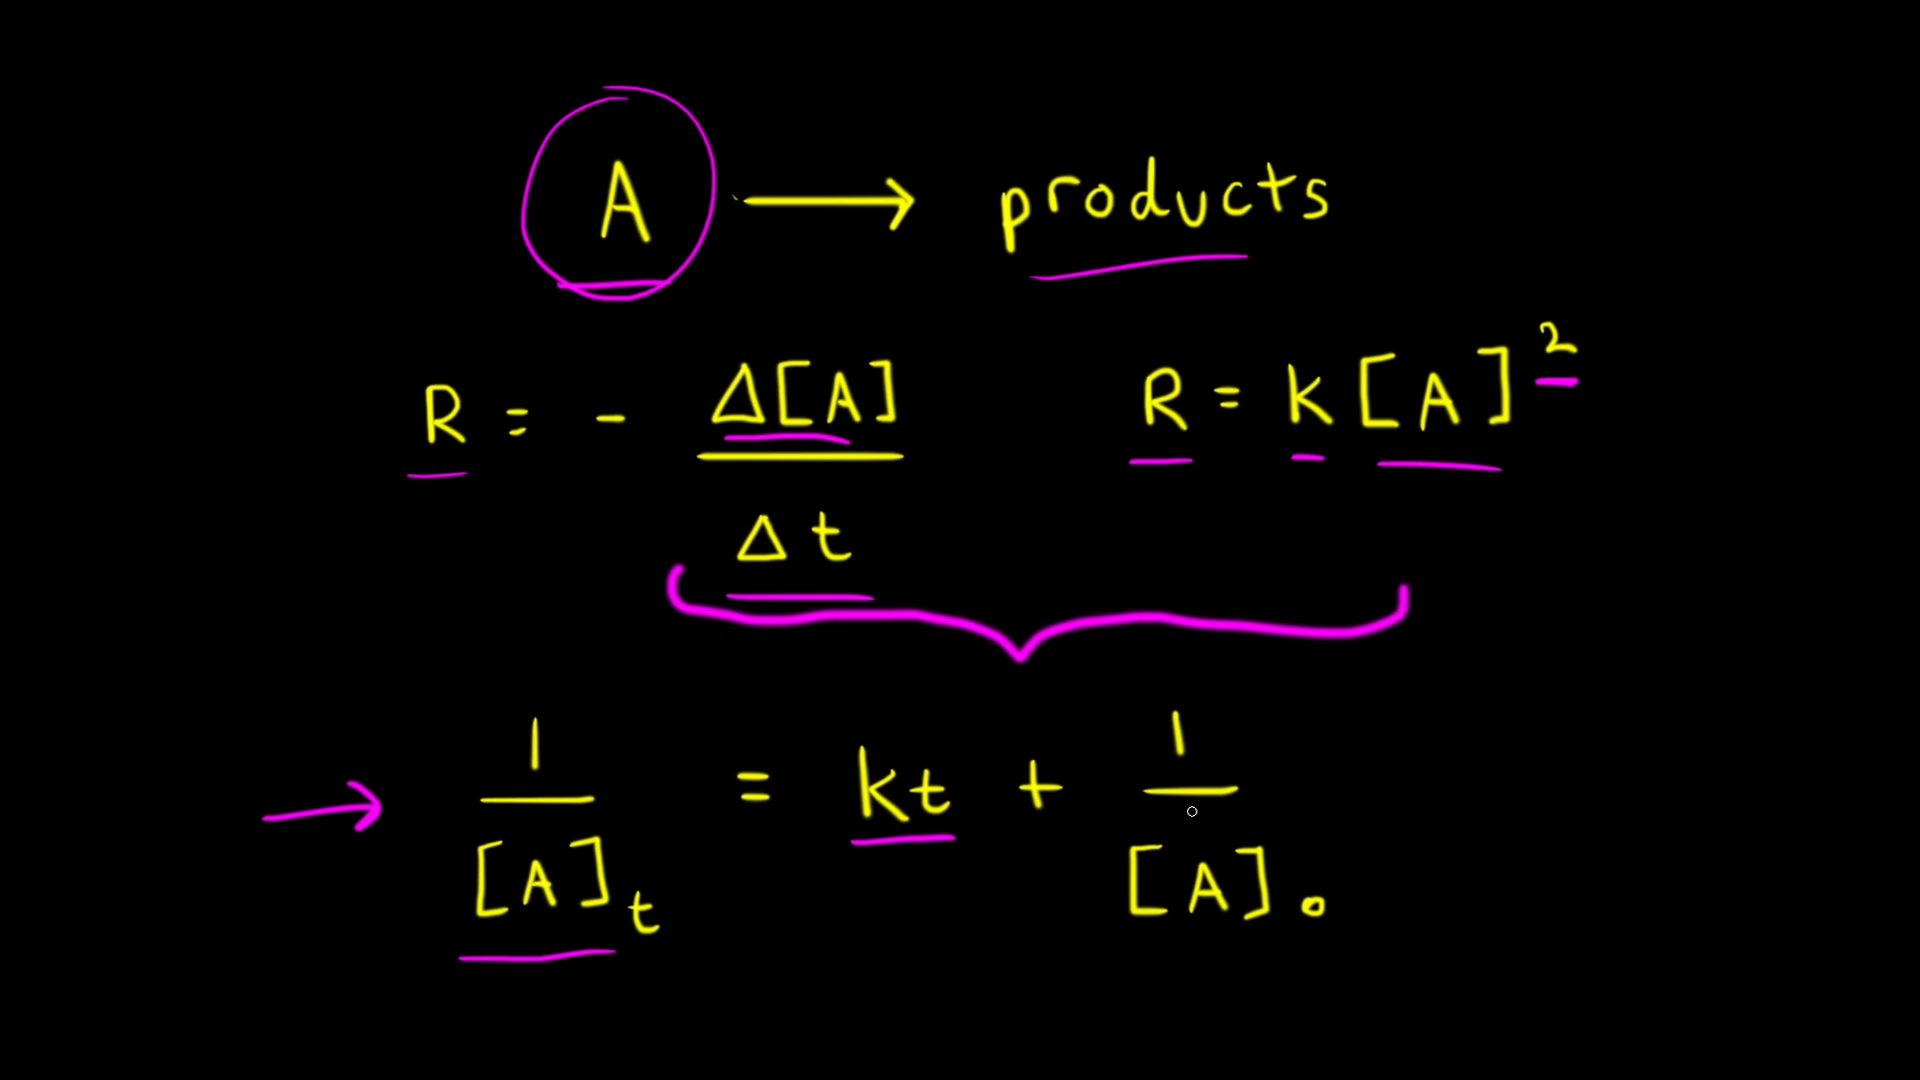 A → products
R = - Δ[A] / Δt
R = K[A]²
1/[A]t = kt + 1/[A]₀